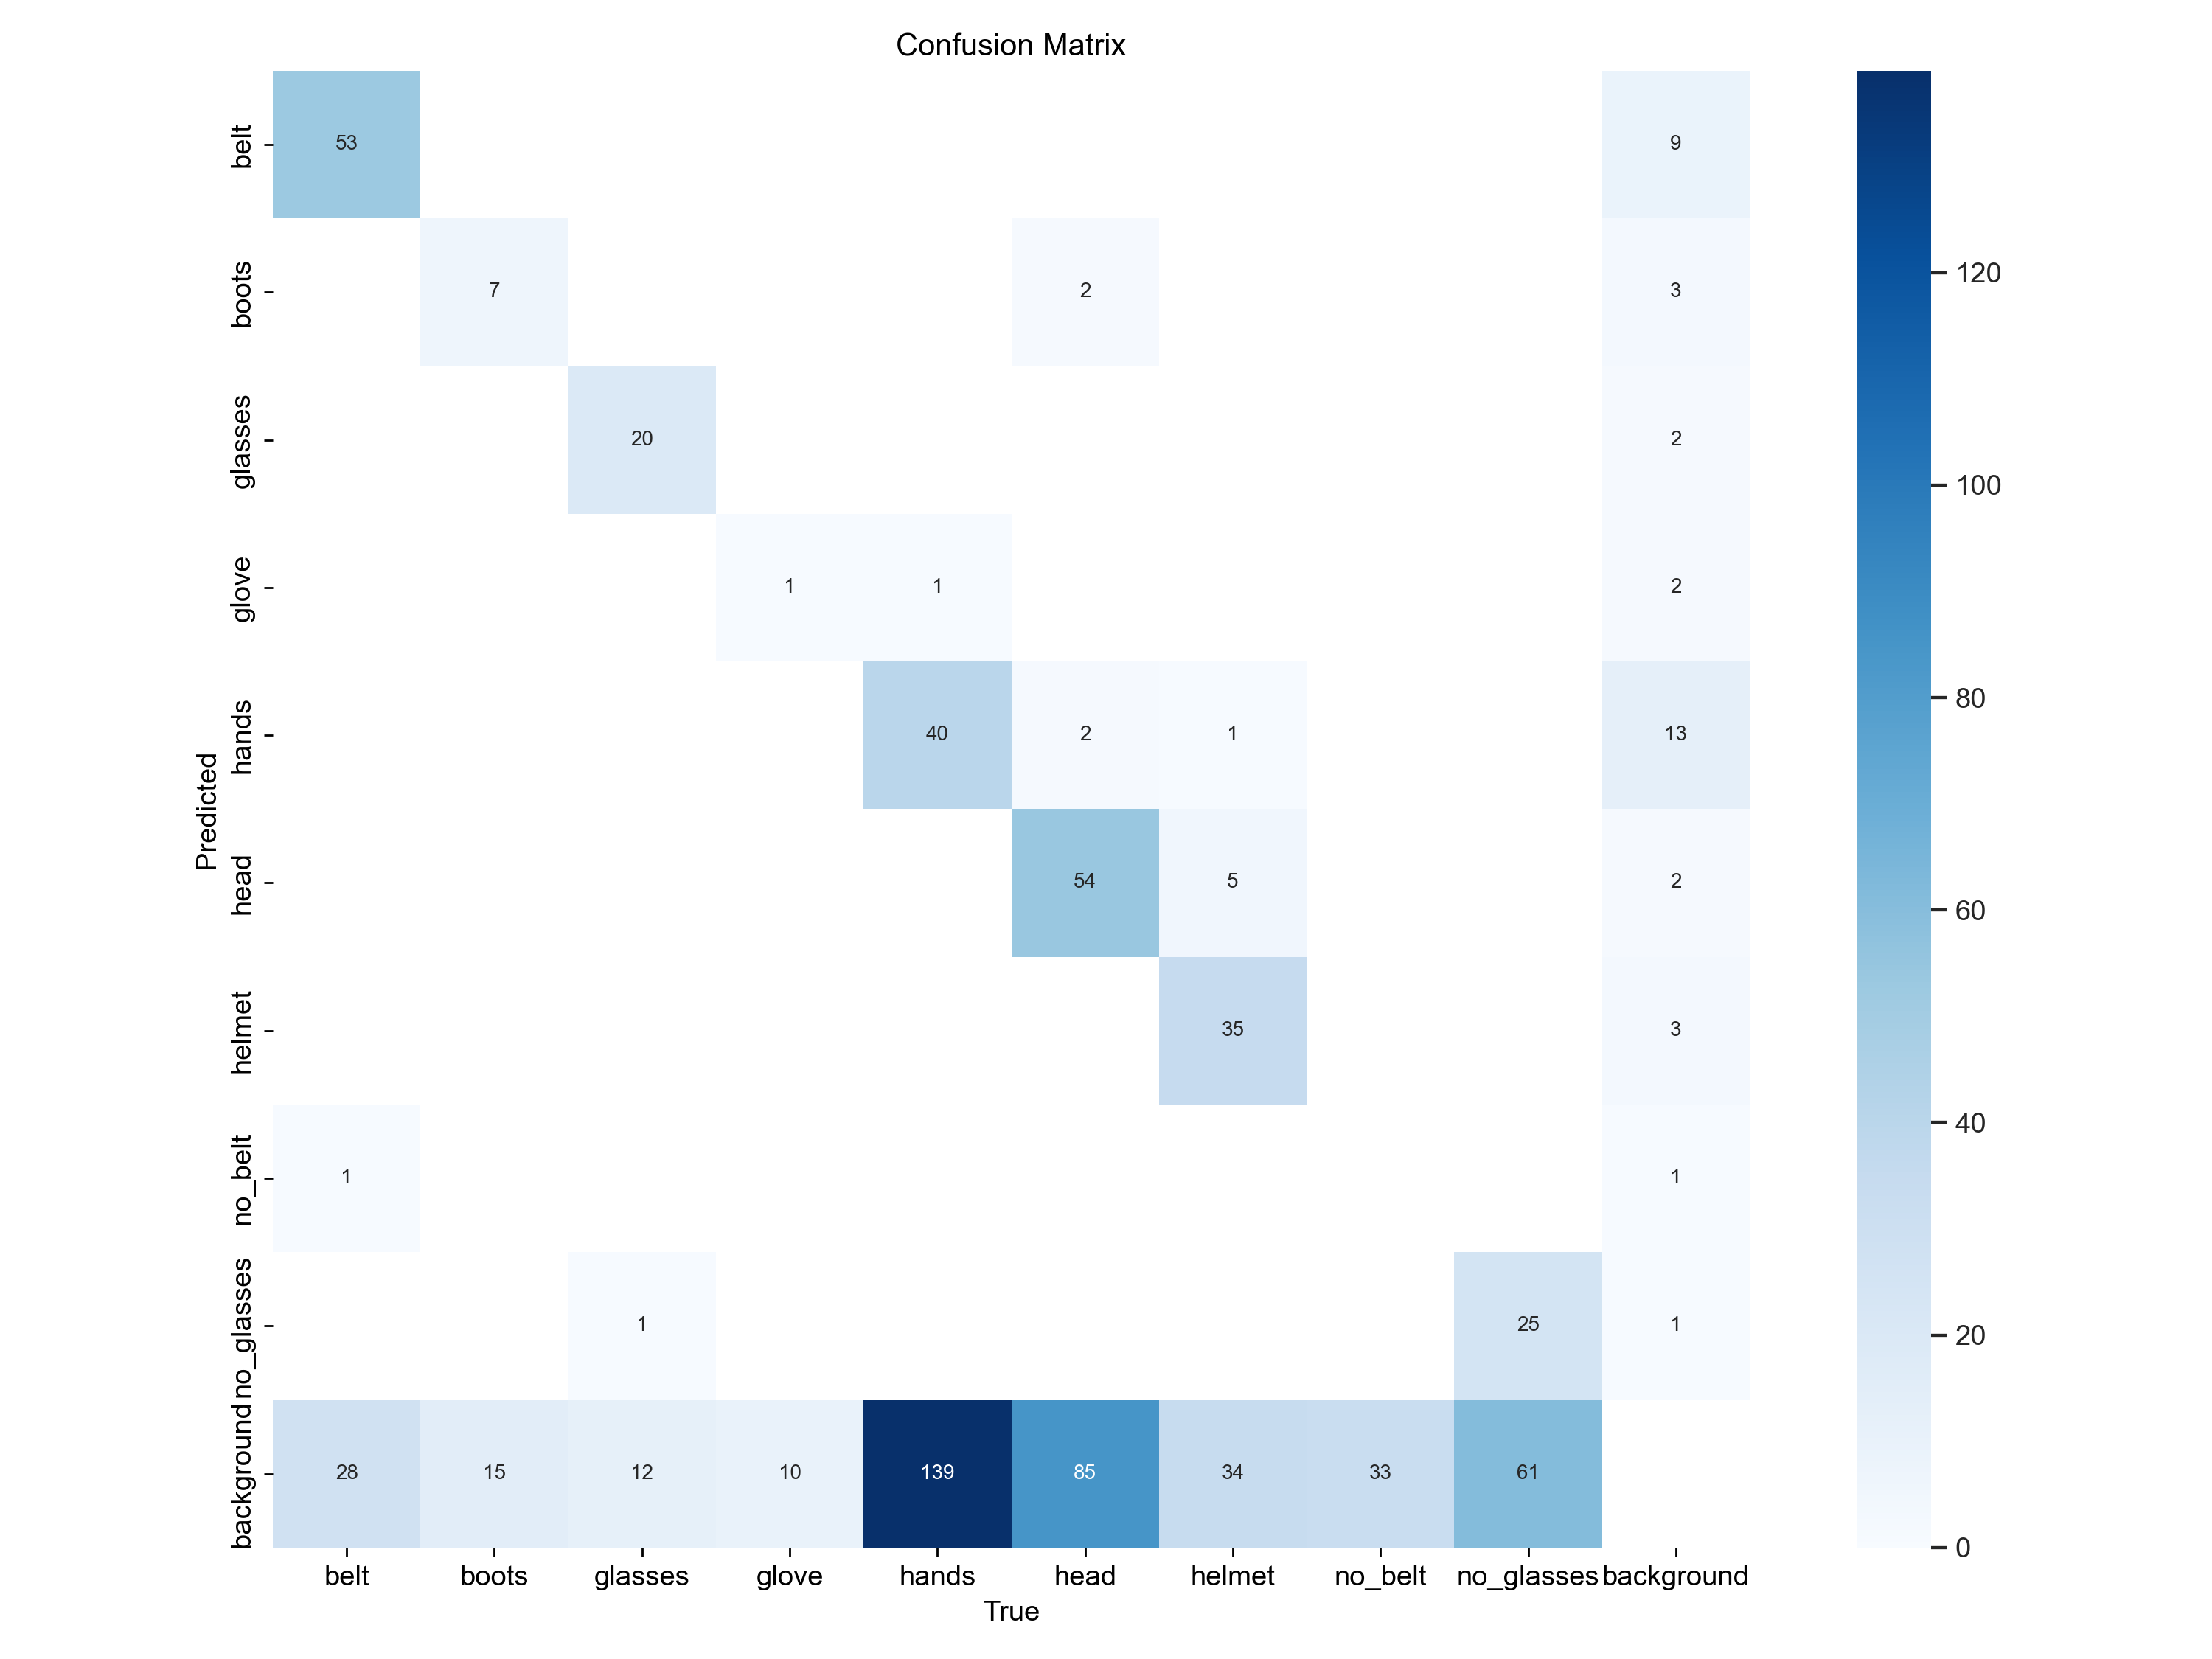 Confusion Matrix
belt 53 9
boots 7 2 3
120
glasses 20 2
100
glove 1 1 2
80
hands 40 2 1 13
Predicted
head 54 5 2
60
helmet 35 3
40
no_belt 1 1
no_glasses 1 25 1
20
background 28 15 12 10 139 85 34 33 61
0
belt boots glasses glove hands head helmet no_belt no_glasses background
True